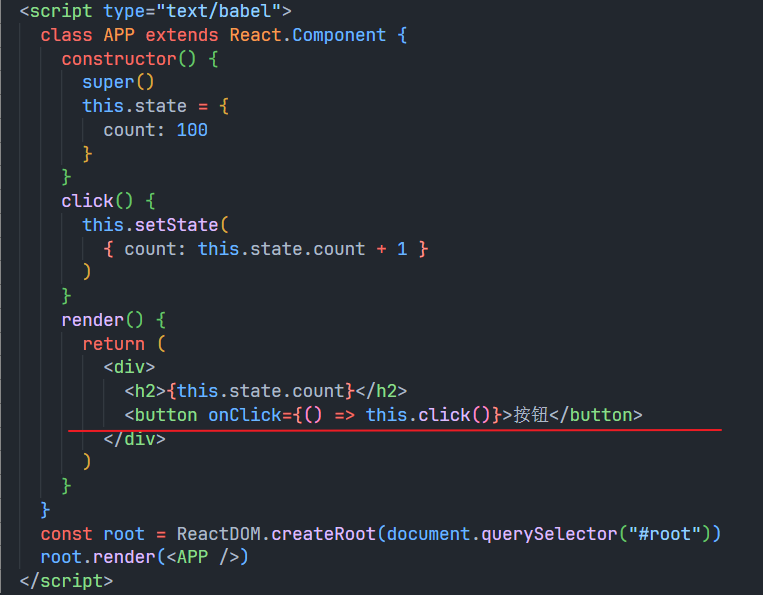 <script type="text/babel">
class APP extends React.Component {
constructor() {
super()
this.state = {
count: 100
}
}
click() {
this.setState(
{ count: this.state.count + 1 }
)
}
render() {
return (
<div>
<h2>{this.state.count}</h2>
<button onClick={() => this.click()}>按钮</button>
</div>
)
}
}
const root = ReactDOM.createRoot(document.querySelector("#root"))
root.render(<APP />)
</script>